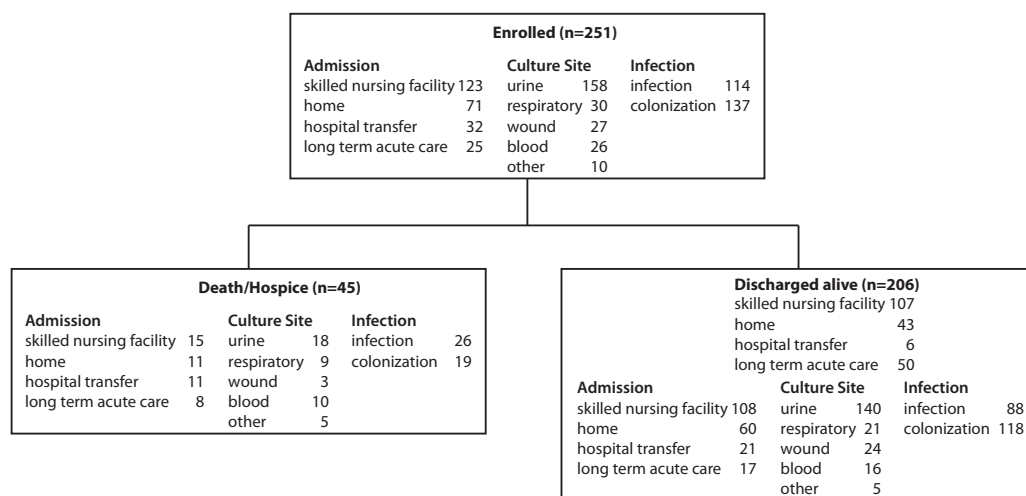 Enrolled (n=251)
Admission Culture Site Infection
skilled nursing facility 123 urine 158 infection 114
home 71 respiratory 30 colonization 137
hospital transfer 32 wound 27
long term acute care 25 blood 26
other 10
Death/Hospice (n=45)
Admission Culture Site Infection
skilled nursing facility 15 urine 18 infection 26
home 11 respiratory 9 colonization 19
hospital transfer 11 wound 3
long term acute care 8 blood 10
other 5
Discharged alive (n=206)
skilled nursing facility 107
home 43
hospital transfer 6
long term acute care 50
Admission Culture Site Infection
skilled nursing facility 108 urine 140 infection 88
home 60 respiratory 21 colonization 118
hospital transfer 21 wound 24
long term acute care 17 blood 16
other 5